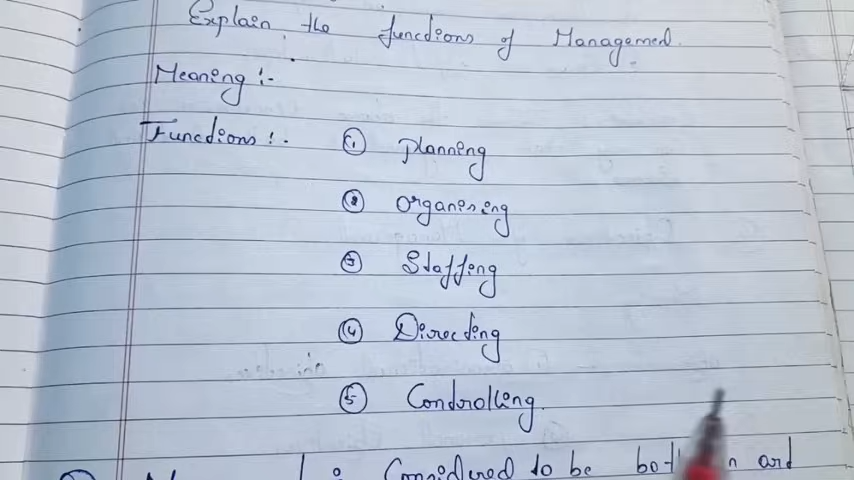 Explain the functions of Management.
Meaning :-
Functions :- ① Planning
② Organising
③ Staffing
④ Directing
⑤ Controlling.
is Considered to be both an art